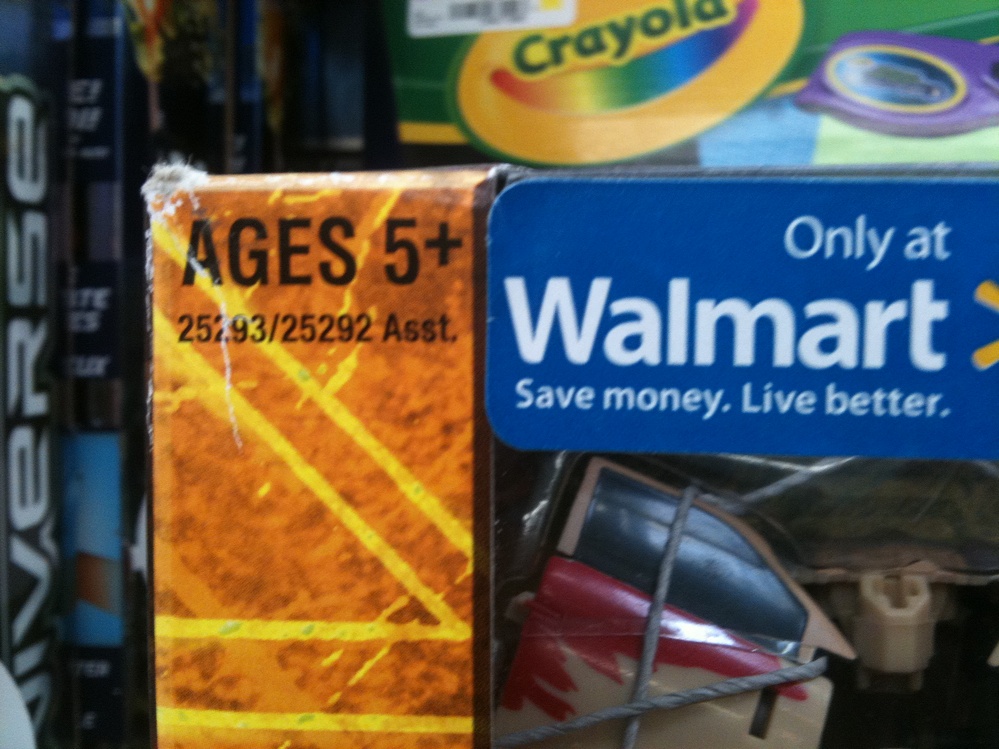 Crayola
AGES 5+
25293/25292 Asst.
Only at
Walmart
Save money. Live better.